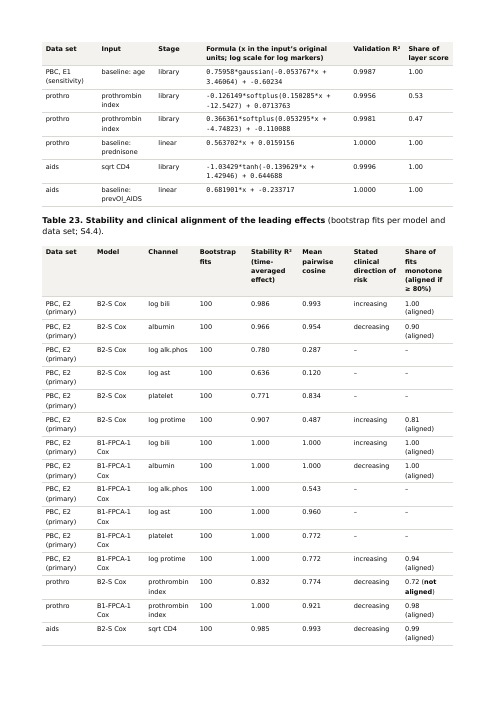 Data set Input Stage Formula (x in the input's original Validation R² Share of
units; log scale for log markers) layer score
PBC, E1 baseline: age library 0.75958*gaussian(-0.053767*x + 0.9987 1.00
(sensitivity) 3.46064) + -0.60234
prothro prothrombin library -0.126149*softplus(0.150285*x + 0.9956 0.53
index -12.5427) + 0.0713763
prothro prothrombin library 0.366361*softplus(0.053295*x + 0.9981 0.47
index -4.74823) + -0.110088
prothro baseline: linear 0.563702*x + 0.0159156 1.0000 1.00
prednisone
aids sqrt CD4 library -1.03429*tanh(-0.139629*x + 0.9996 1.00
1.42946) + 0.644688
aids baseline: linear 0.681901*x + -0.233717 1.0000 1.00
prevOI_AIDS
Table 23. Stability and clinical alignment of the leading effects (bootstrap fits per model and
data set; S4.4).
Data set Model Channel Bootstrap Stability R² Mean Stated Share of
fits (time- pairwise clinical fits
averaged cosine direction of monotone
effect) risk (aligned if
≥ 80%)
PBC, E2 B2-S Cox log bili 100 0.986 0.993 increasing 1.00
(primary) (aligned)
PBC, E2 B2-S Cox albumin 100 0.966 0.954 decreasing 0.90
(primary) (aligned)
PBC, E2 B2-S Cox log alk.phos 100 0.780 0.287 – –
(primary)
PBC, E2 B2-S Cox log ast 100 0.636 0.120 – –
(primary)
PBC, E2 B2-S Cox platelet 100 0.771 0.834 – –
(primary)
PBC, E2 B2-S Cox log protime 100 0.907 0.487 increasing 0.81
(primary) (aligned)
PBC, E2 B1-FPCA-1 log bili 100 1.000 1.000 increasing 1.00
(primary) Cox (aligned)
PBC, E2 B1-FPCA-1 albumin 100 1.000 1.000 decreasing 1.00
(primary) Cox (aligned)
PBC, E2 B1-FPCA-1 log alk.phos 100 1.000 0.543 – –
(primary) Cox
PBC, E2 B1-FPCA-1 log ast 100 1.000 0.960 – –
(primary) Cox
PBC, E2 B1-FPCA-1 platelet 100 1.000 0.772 – –
(primary) Cox
PBC, E2 B1-FPCA-1 log protime 100 1.000 0.772 increasing 0.94
(primary) Cox (aligned)
prothro B2-S Cox prothrombin 100 0.832 0.774 decreasing 0.72 (not
index aligned)
prothro B1-FPCA-1 prothrombin 100 1.000 0.921 decreasing 0.98
Cox index (aligned)
aids B2-S Cox sqrt CD4 100 0.985 0.993 decreasing 0.99
(aligned)